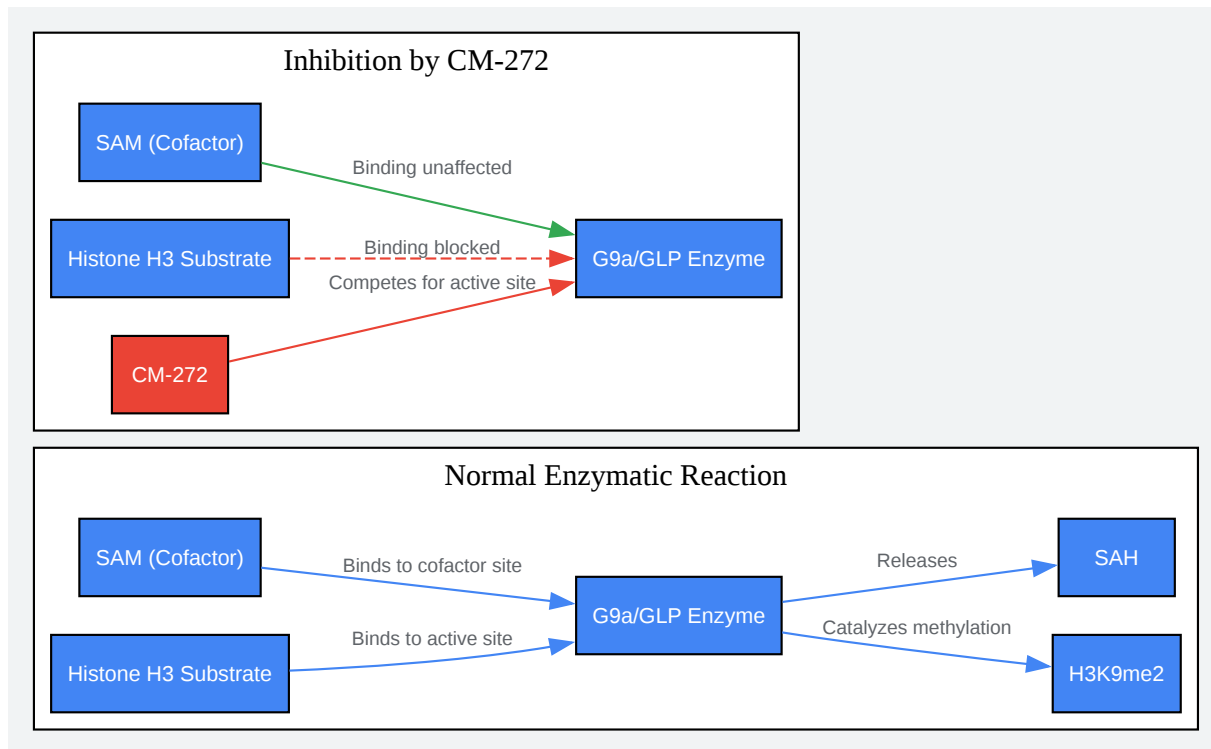 Inhibition by CM-272
SAM (Cofactor)
Binding unaffected
Histone H3 Substrate
Binding blocked
G9a/GLP Enzyme
Competes for active site
CM-272
Normal Enzymatic Reaction
SAM (Cofactor)
Binds to cofactor site
Releases
SAH
G9a/GLP Enzyme
Binds to active site
Catalyzes methylation
Histone H3 Substrate
H3K9me2